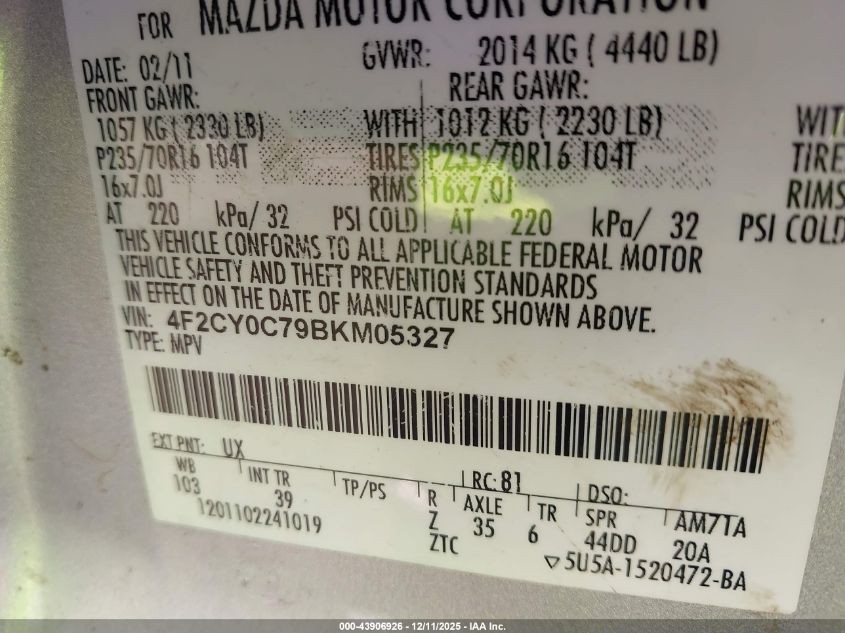 FOR MAZDA MOTOR CORPORATION
DATE: 02/11 GVWR: 2014 KG ( 4440 LB)
FRONT GAWR: REAR GAWR:
1057 KG ( 2330 LB) WITH 1012 KG ( 2230 LB) WITH
P235/70R16 104T TIRES P235/70R16 104T TIRE
16x7.0J RIMS 16x7.0J RIMS
AT 220 kPa/ 32 PSI COLD AT 220 kPa/ 32 PSI COLD
THIS VEHICLE CONFORMS TO ALL APPLICABLE FEDERAL MOTOR
VEHICLE SAFETY AND THEFT PREVENTION STANDARDS
IN EFFECT ON THE DATE OF MANUFACTURE SHOWN ABOVE.
VIN: 4F2CY0C79BKM05327
TYPE: MPV
EXT PNT: UX RC: 81 DSO:
WB INT TR TP/PS R AXLE TR SPR AM71A
103 39 Z 35 6 44DD 20A
1201102241019 ZTC ▽5U5A-1520472-BA
000-43906926 - 12/11/2025 - IAA Inc.